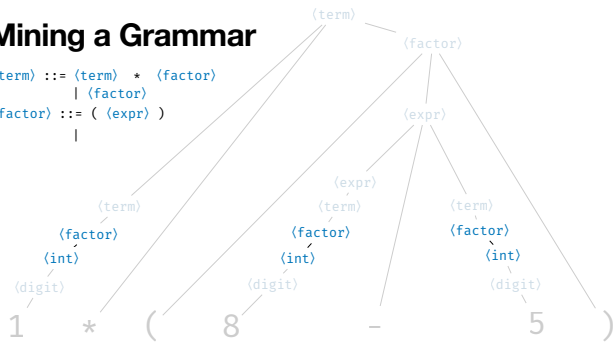 Mining a Grammar
term⟩ ::= ⟨term⟩ * ⟨factor⟩
| ⟨factor⟩
factor⟩ ::= ( ⟨expr⟩ )
|
⟨term⟩
⟨factor⟩
⟨expr⟩
⟨expr⟩
⟨term⟩ ⟨term⟩ ⟨term⟩
⟨factor⟩ ⟨factor⟩ ⟨factor⟩
⟨int⟩ ⟨int⟩ ⟨int⟩
⟨digit⟩ ⟨digit⟩ ⟨digit⟩
1 * ( 8 - 5 )